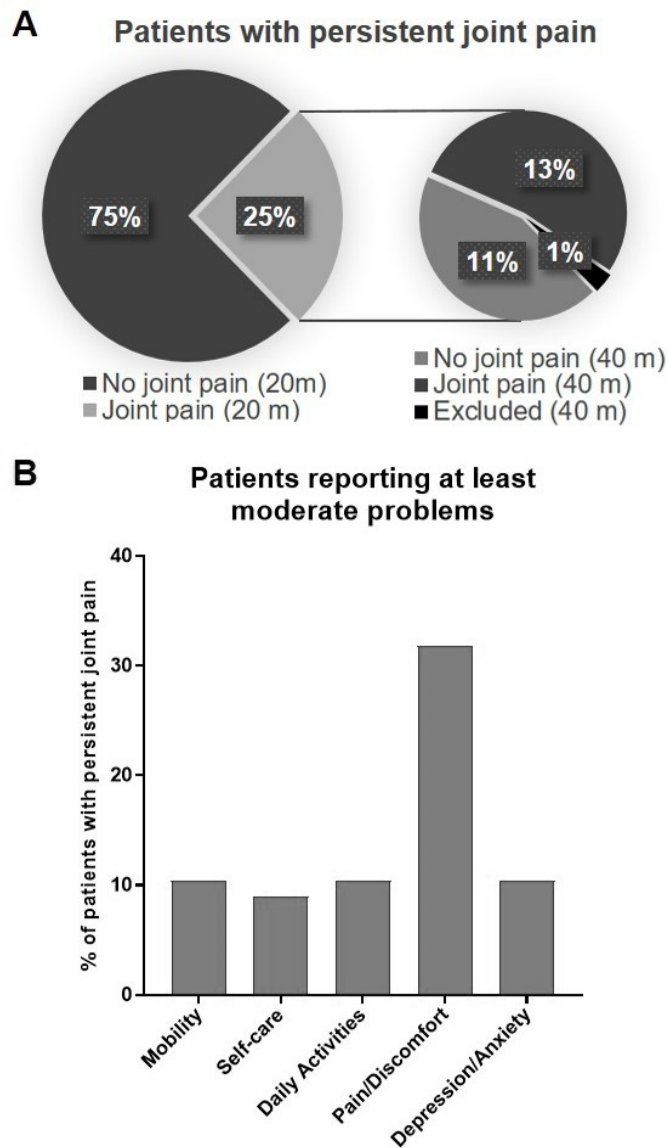 A
Patients with persistent joint pain
75%
25%
13%
11%
1%
No joint pain (20m)
Joint pain (20 m)
No joint pain (40 m)
Joint pain (40 m)
Excluded (40 m)
B
Patients reporting at least
moderate problems
% of patients with persistent joint pain
40
30
20
10
0
Mobility
Self-care
Daily Activities
Pain/Discomfort
Depression/Anxiety